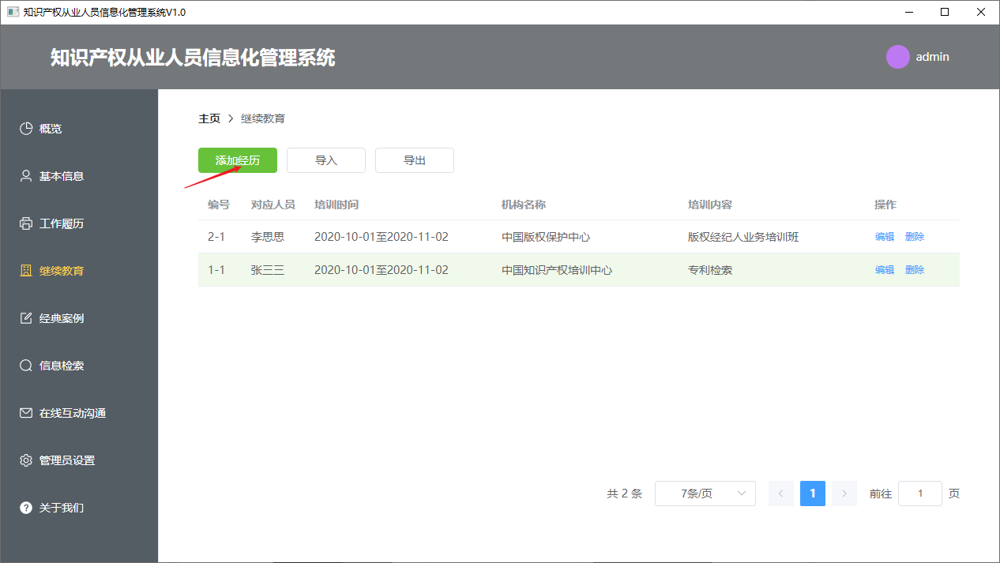 知识产权从业人员信息化管理系统V1.0
知识产权从业人员信息化管理系统
admin
概览
基本信息
工作履历
继续教育
经典案例
信息检索
在线互动沟通
管理员设置
? 关于我们
主页 > 继续教育
添加经历 导入 导出
编号 对应人员 培训时间 机构名称 培训内容 操作
2-1 李思思 2020-10-01至2020-11-02 中国版权保护中心 版权经纪人业务培训班 编辑 删除
1-1 张三三 2020-10-01至2020-11-02 中国知识产权培训中心 专利检索 编辑 删除
共 2 条 7条/页 < 1 > 前往 1 页